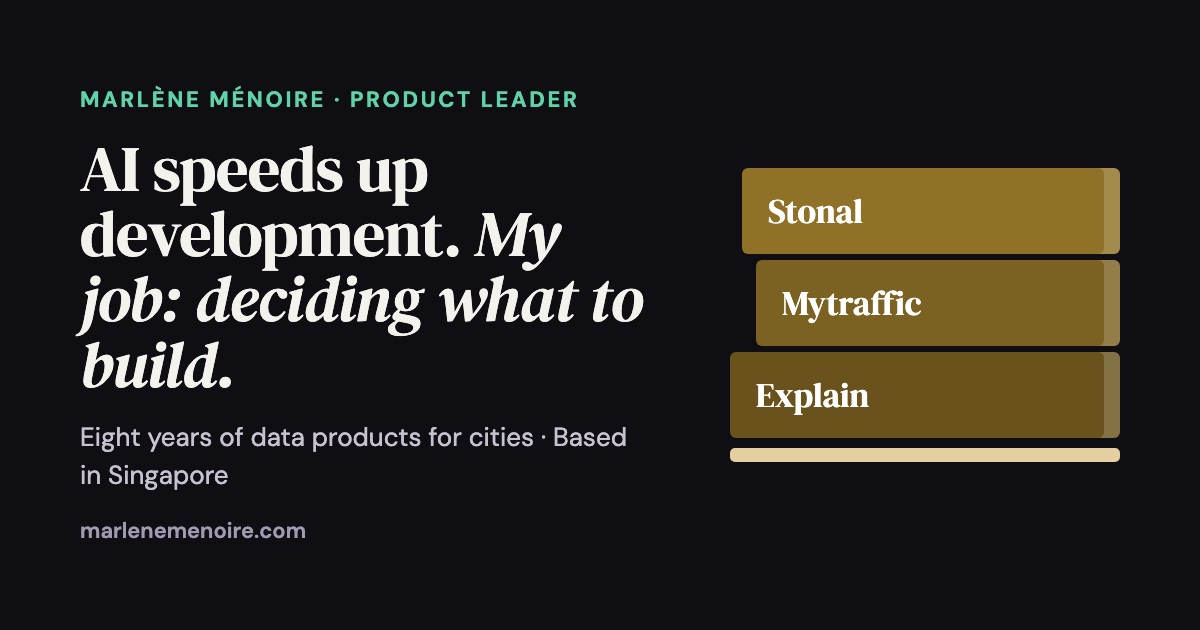 MARLÈNE MÉNOIRE · PRODUCT LEADER
AI speeds up
development. My
job: deciding what to
build.
Eight years of data products for cities · Based
in Singapore
marlenemenoire.com
Stonal
Mytraffic
Explain